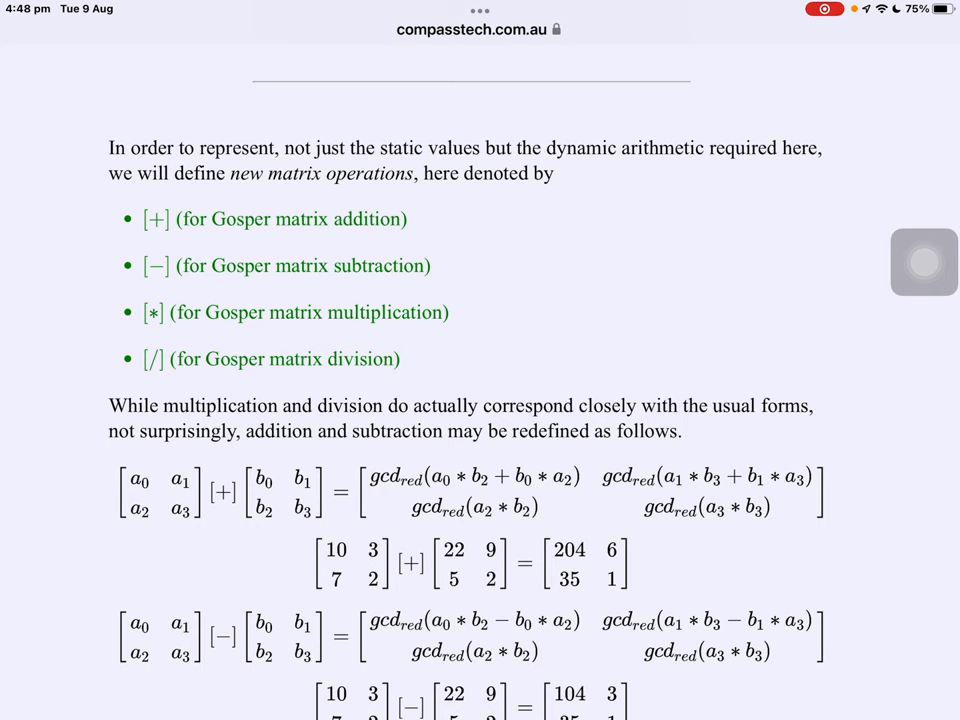 4:48 pm Tue 9 Aug 75%
compasstech.com.au
In order to represent, not just the static values but the dynamic arithmetic required here,
we will define new matrix operations, here denoted by
• [+] (for Gosper matrix addition)
• [−] (for Gosper matrix subtraction)
• [∗] (for Gosper matrix multiplication)
• [/] (for Gosper matrix division)
While multiplication and division do actually correspond closely with the usual forms,
not surprisingly, addition and subtraction may be redefined as follows.
[a₀ a₁ [+] [b₀ b₁ = [gcd_red(a₀ ∗ b₂ + b₀ ∗ a₂) gcd_red(a₁ ∗ b₃ + b₁ ∗ a₃)]
a₂ a₃] b₂ b₃] gcd_red(a₂ ∗ b₂) gcd_red(a₃ ∗ b₃)]
[10 3 [+] [22 9 = [204 6
7 2] 5 2] 35 1]
[a₀ a₁ [−] [b₀ b₁ = [gcd_red(a₀ ∗ b₂ − b₀ ∗ a₂) gcd_red(a₁ ∗ b₃ − b₁ ∗ a₃)]
a₂ a₃] b₂ b₃] gcd_red(a₂ ∗ b₂) gcd_red(a₃ ∗ b₃)]
[10 3 [−] [22 9 = [104 3